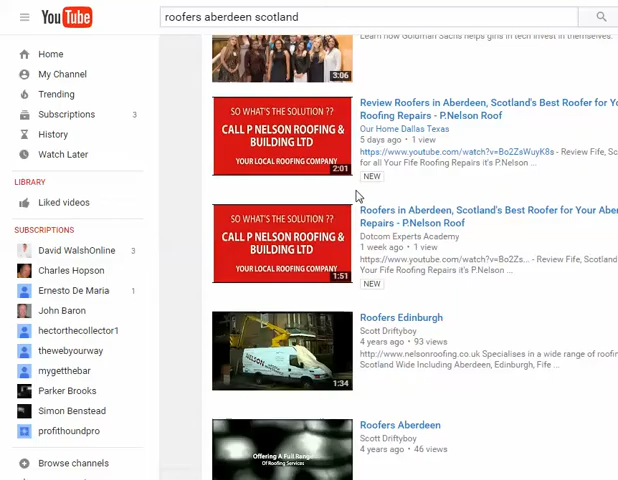 YouTube
roofers aberdeen scotland
Home
My Channel
Trending
Subscriptions 3
History
Watch Later
LIBRARY
Liked videos
SUBSCRIPTIONS
David WalshOnline 3
Charles Hopson
Ernesto De Maria 1
John Baron
hectorthecollector1
thewebyourway
mygetthebar
Parker Brooks
Simon Benstead
profithoundpro
Browse channels
3:06
Learn how Goldman Sachs helps girls in tech invest in themselves.
SO WHAT'S THE SOLUTION ??
CALL P NELSON ROOFING &
BUILDING LTD
YOUR LOCAL ROOFING COMPANY
2:01
Review Roofers in Aberdeen, Scotland's Best Roofer for Yo
Roofing Repairs - P.Nelson Roof
Our Home Dallas Texas
5 days ago • 1 view
https://www.youtube.com/watch?v=Bo2ZaWuyK8s - Review Fife, Sc
for all Your Fife Roofing Repairs it's P.Nelson ...
NEW
SO WHAT'S THE SOLUTION ??
CALL P NELSON ROOFING &
BUILDING LTD
YOUR LOCAL ROOFING COMPANY
1:51
Roofers in Aberdeen, Scotland's Best Roofer for Your Aber
Repairs - P.Nelson Roof
Dotcom Experts Academy
1 week ago • 1 view
https://www.youtube.com/watch?v=Bo2Zs... - Review Fife, Scotlan
Your Fife Roofing Repairs it's P.Nelson ...
NEW
NELSON
1:34
Roofers Edinburgh
Scott Driftyboy
4 years ago • 93 views
http://www.nelsonroofing.co.uk Specialises in a wide range of roofin
Scotland Wide Including Aberdeen, Edinburgh, Fife ...
Offering A Full Range
Of Roofing Services
Roofers Aberdeen
Scott Driftyboy
4 years ago • 46 views